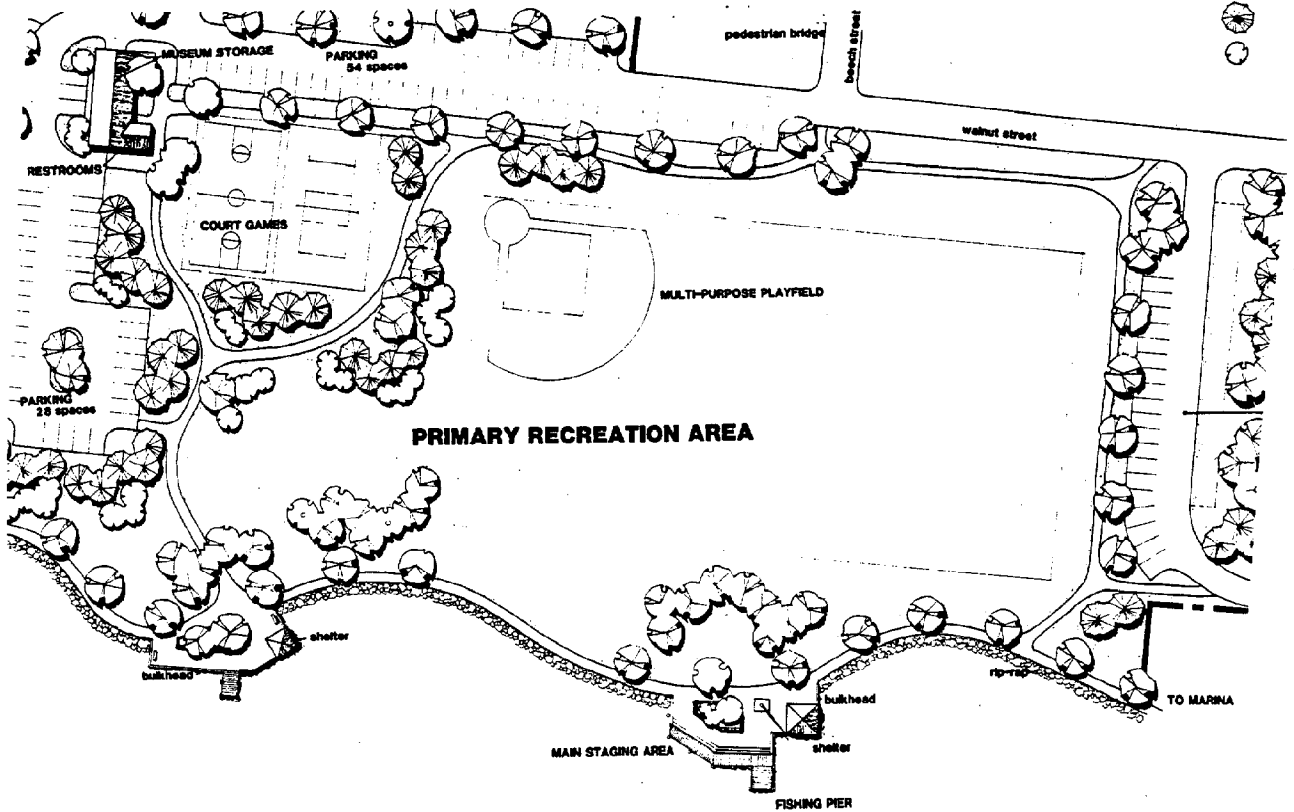 pedestrian bridge
beech street
MUSEUM STORAGE
PARKING
54 spaces
walnut street
RESTROOMS
COURT GAMES
MULTI-PURPOSE PLAYFIELD
PARKING
28 spaces
PRIMARY RECREATION AREA
shelter
bulkhead
rip-rap
TO MARINA
bulkhead
shelter
MAIN STAGING AREA
FISHING PIER